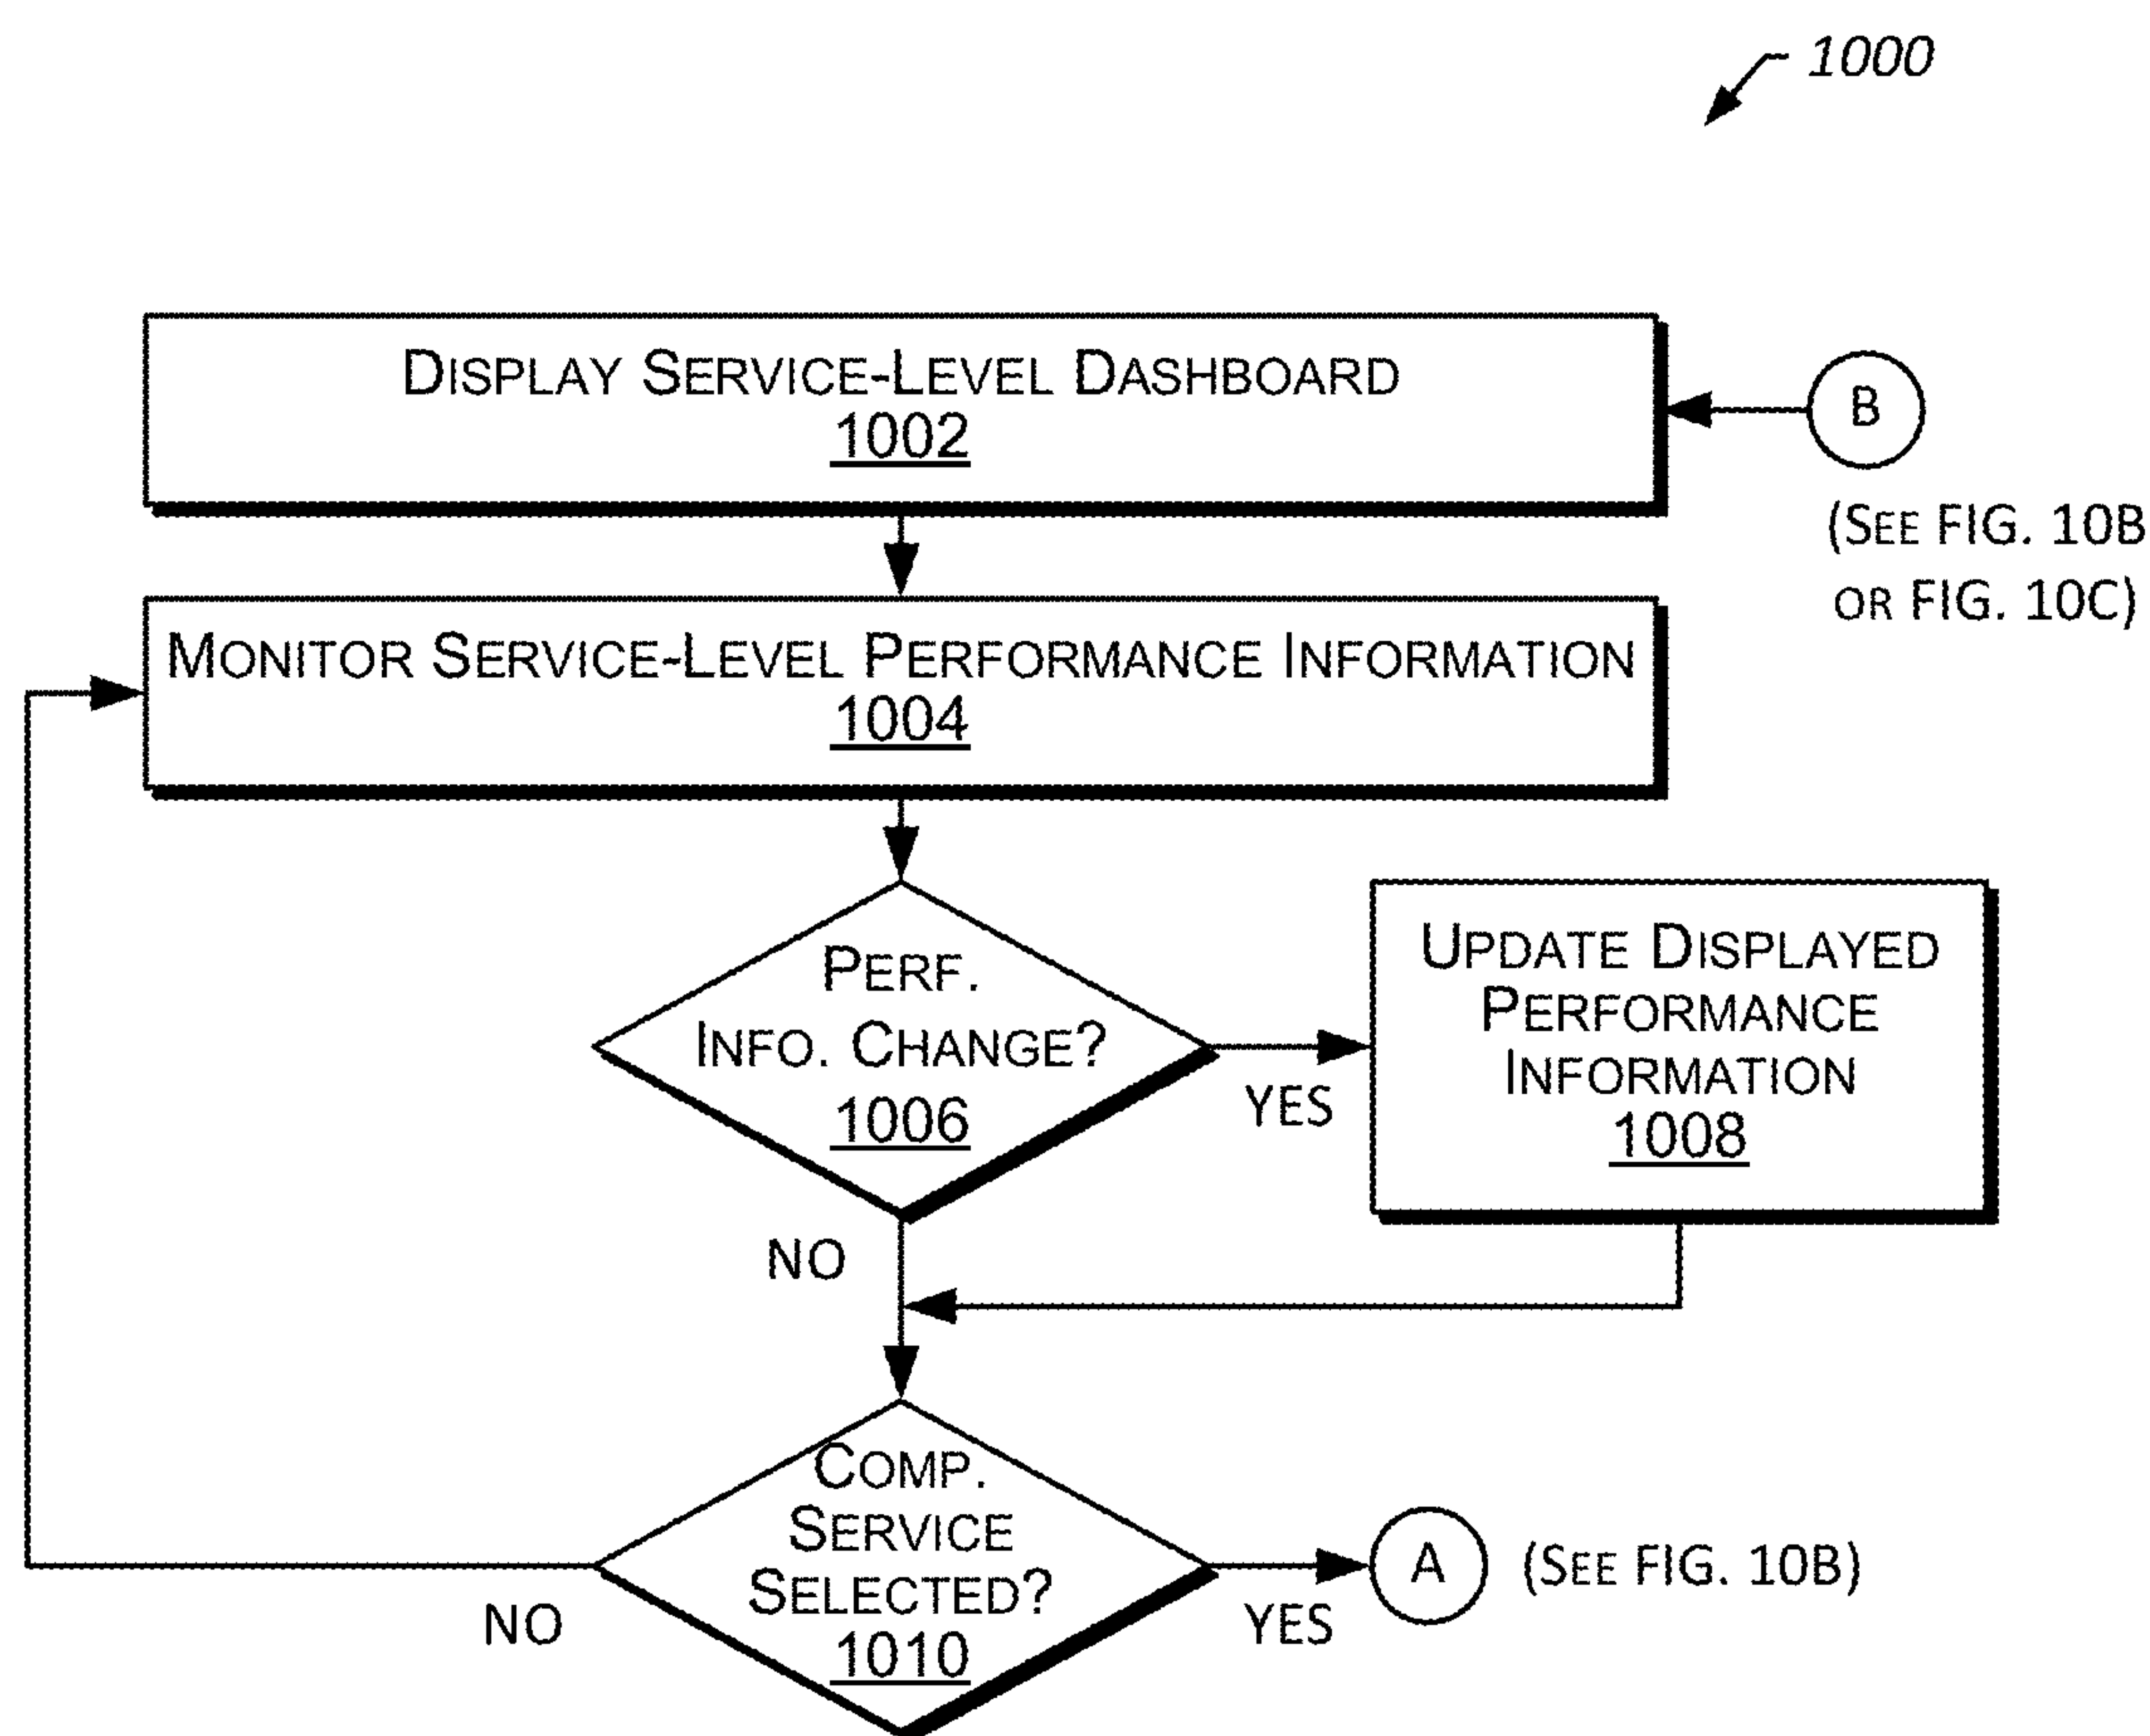 1000
DISPLAY SERVICE-LEVEL DASHBOARD
1002
B
(SEE FIG. 10B
OR FIG. 10C)
MONITOR SERVICE-LEVEL PERFORMANCE INFORMATION
1004
PERF.
INFO. CHANGE?
1006
YES
UPDATE DISPLAYED
PERFORMANCE
INFORMATION
1008
NO
COMP.
SERVICE
SELECTED?
1010
NO
YES
A
(SEE FIG. 10B)